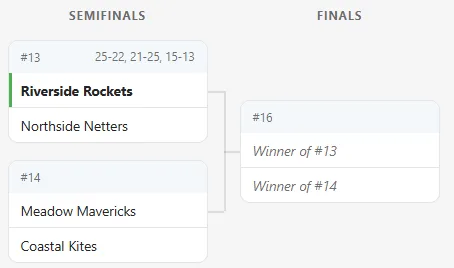 SEMIFINALS
FINALS
#13 25-22, 21-25, 15-13
Riverside Rockets
Northside Netters
#14
Meadow Mavericks
Coastal Kites
#16
Winner of #13
Winner of #14